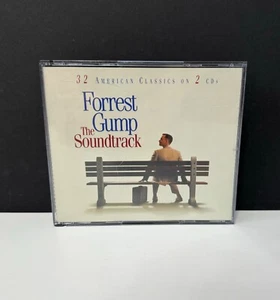 32 AMERICAN CLASSICS ON 2 CDs
Forrest
Gump
The
Soundtrack